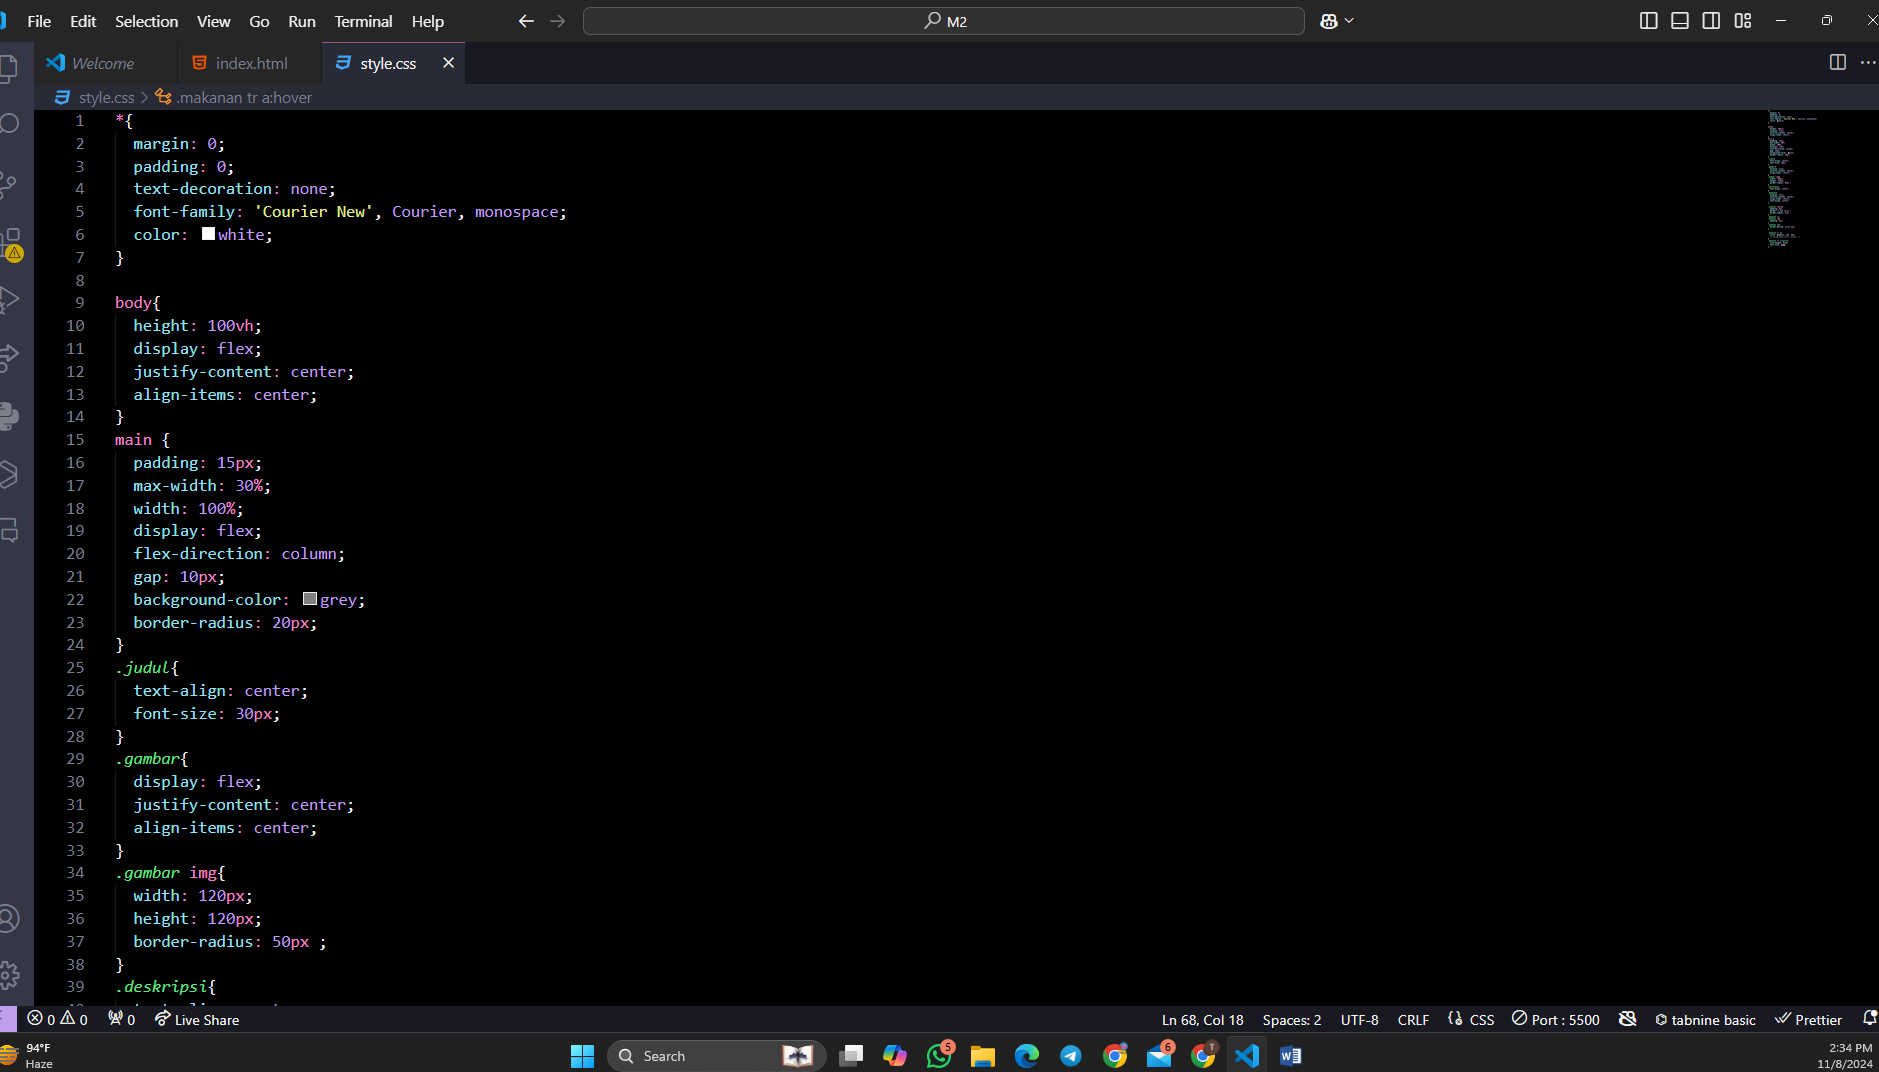 File Edit Selection View Go Run Terminal Help
M2
Welcome index.html style.css
style.css > .makanan tr a:hover
1 *{
2 margin: 0;
3 padding: 0;
4 text-decoration: none;
5 font-family: 'Courier New', Courier, monospace;
6 color: white;
7 }
8
9 body{
10 height: 100vh;
11 display: flex;
12 justify-content: center;
13 align-items: center;
14 }
15 main {
16 padding: 15px;
17 max-width: 30%;
18 width: 100%;
19 display: flex;
20 flex-direction: column;
21 gap: 10px;
22 background-color: grey;
23 border-radius: 20px;
24 }
25 .judul{
26 text-align: center;
27 font-size: 30px;
28 }
29 .gambar{
30 display: flex;
31 justify-content: center;
32 align-items: center;
33 }
34 .gambar img{
35 width: 120px;
36 height: 120px;
37 border-radius: 50px ;
38 }
39 .deskripsi{
0 0 0 Live Share Ln 68, Col 18 Spaces: 2 UTF-8 CRLF CSS Port : 5500 tabnine basic Prettier
94°F
Haze
Search
5
6
T
2:34 PM
11/8/2024